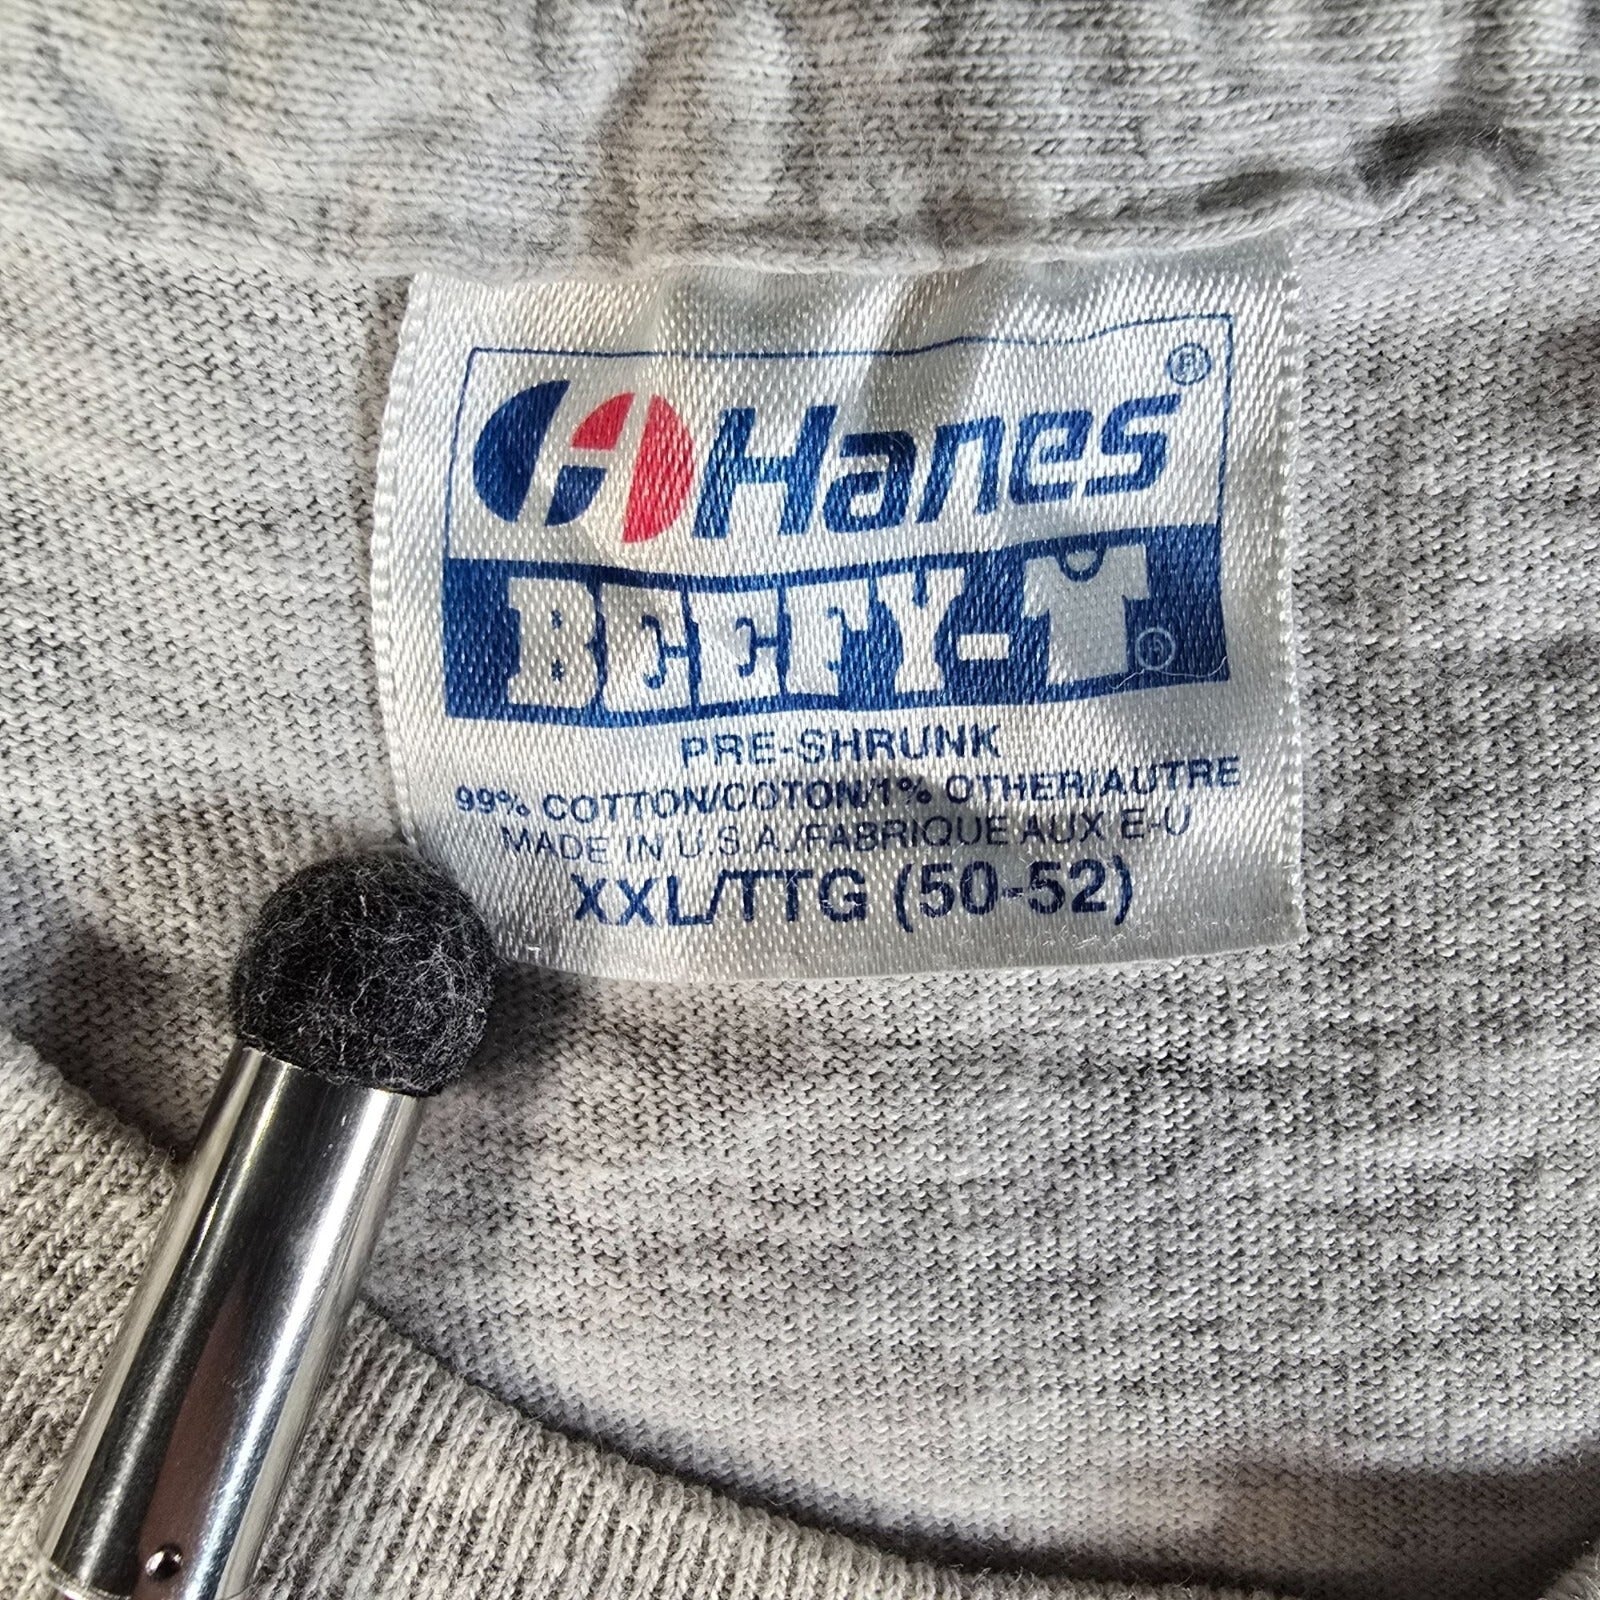 Hanes®
BEEFY-T®
PRE-SHRUNK
99% COTTON/COTON/1% OTHER/AUTRE
MADE IN U.S.A./FABRIQUE AUX E-U
XXL/TTG (50-52)